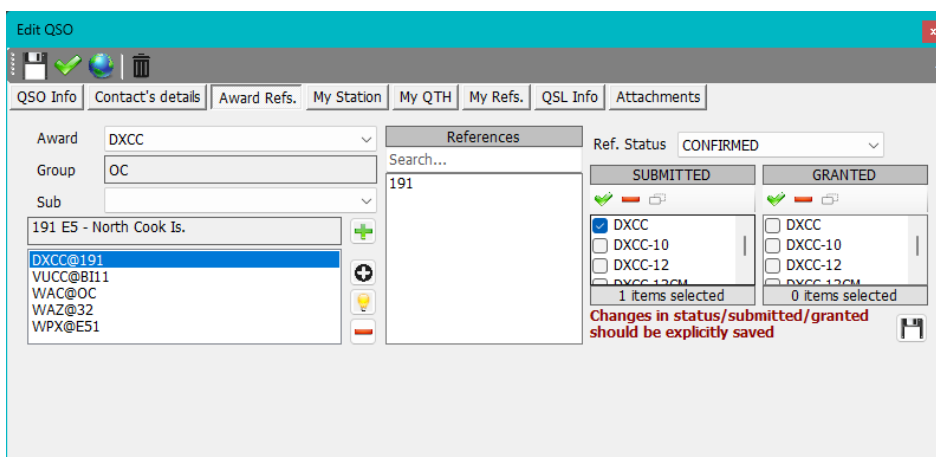 Edit QSO
x
QSO Info Contact's details Award Refs. My Station My QTH My Refs. QSL Info Attachments
Award DXCC
Group OC
Sub
191 E5 - North Cook Is.
DXCC@191
VUCC@BI11
WAC@OC
WAZ@32
WPX@E51
References
Search...
191
Ref. Status CONFIRMED
SUBMITTED
DXCC
DXCC-10
DXCC-12
1 items selected
GRANTED
DXCC
DXCC-10
DXCC-12
0 items selected
Changes in status/submitted/granted
should be explicitly saved